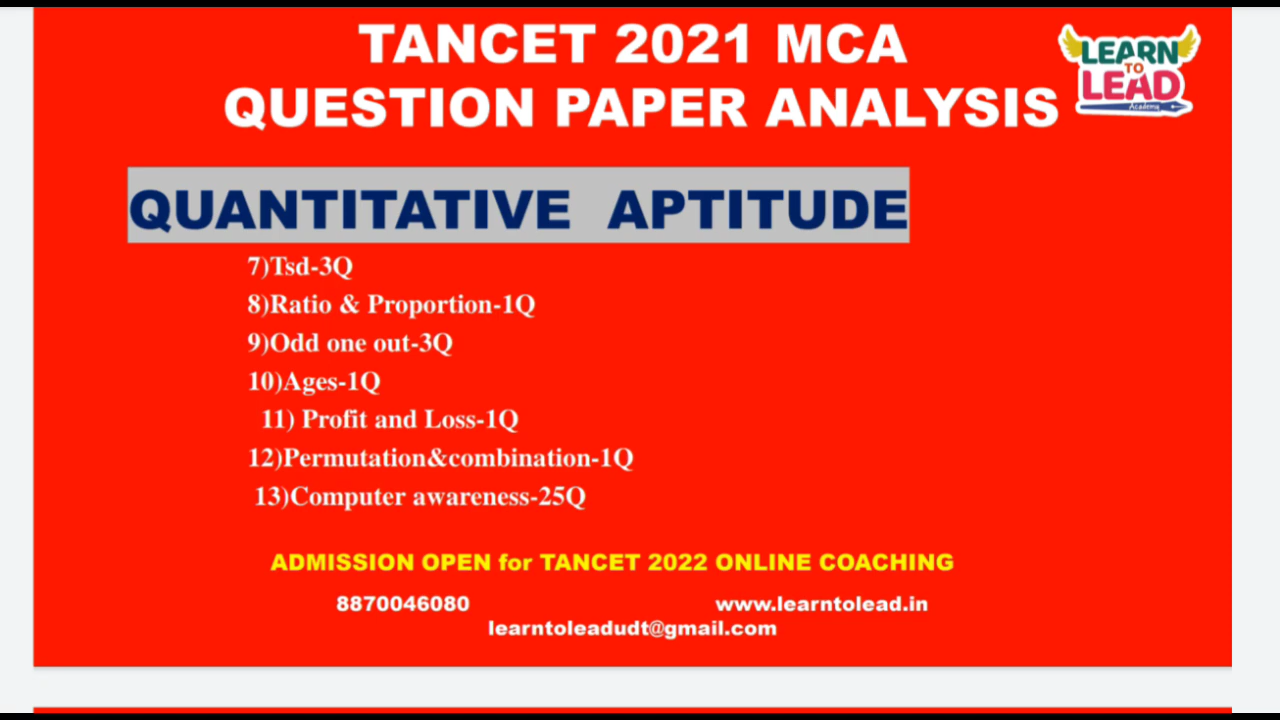 TANCET 2021 MCA
QUESTION PAPER ANALYSIS
LEARN
TO
LEAD
Academy
QUANTITATIVE APTITUDE
7)Tsd-3Q
8)Ratio & Proportion-1Q
9)Odd one out-3Q
10)Ages-1Q
11) Profit and Loss-1Q
12)Permutation&combination-1Q
13)Computer awareness-25Q
ADMISSION OPEN for TANCET 2022 ONLINE COACHING
8870046080 www.learntolead.in
learntoleadudt@gmail.com